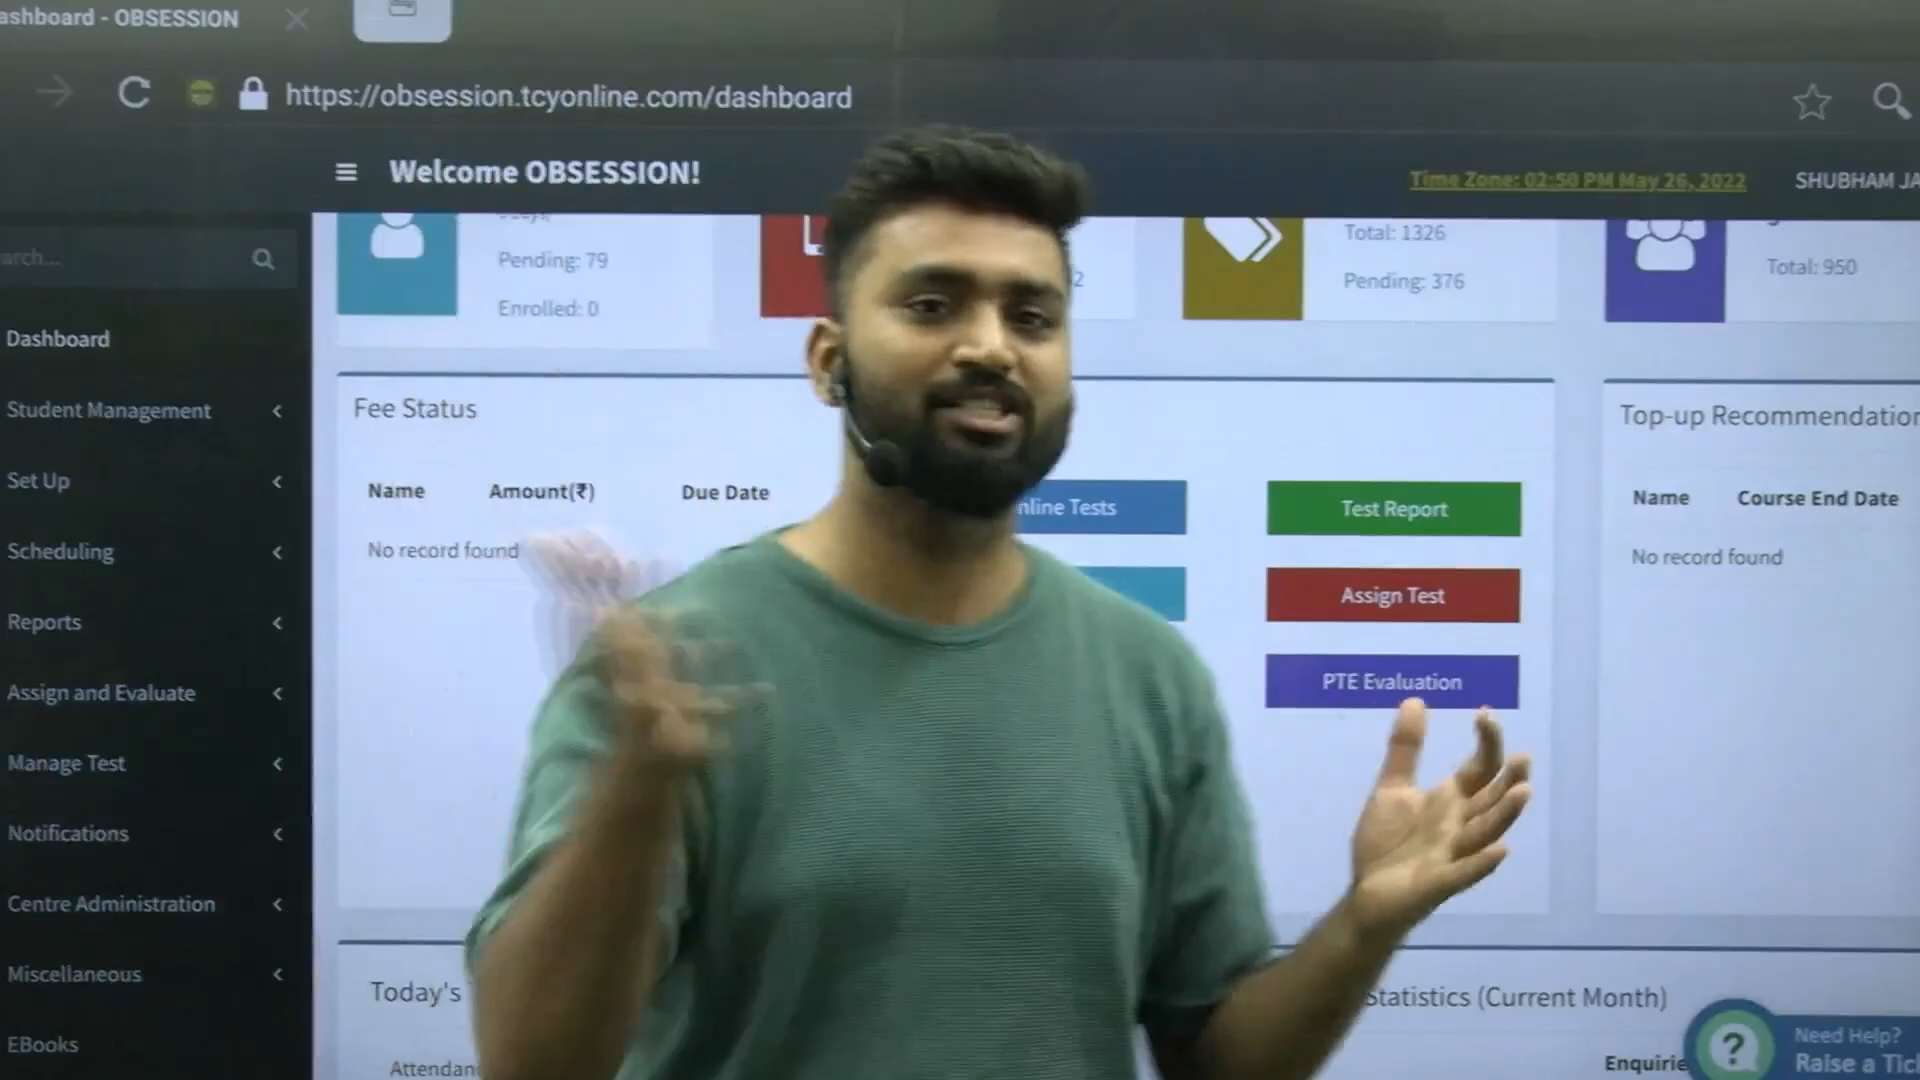 ashboard - OBSESSION
https://obsession.tcyonline.com/dashboard
Welcome OBSESSION!
Time Zone: 02:50 PM May 26, 2022
SHUBHAM JA
arch...
Pending: 79
Enrolled: 0
2
Total: 1326
Pending: 376
Total: 950
Dashboard
Student Management
Set Up
Scheduling
Reports
Assign and Evaluate
Manage Test
Notifications
Centre Administration
Miscellaneous
EBooks
Fee Status
Name Amount(₹) Due Date
No record found
nline Tests
Test Report
Assign Test
PTE Evaluation
Top-up Recommendation
Name Course End Date
No record found
Today's
Attendan
Statistics (Current Month)
Enquirie
Need Help?
Raise a Tic